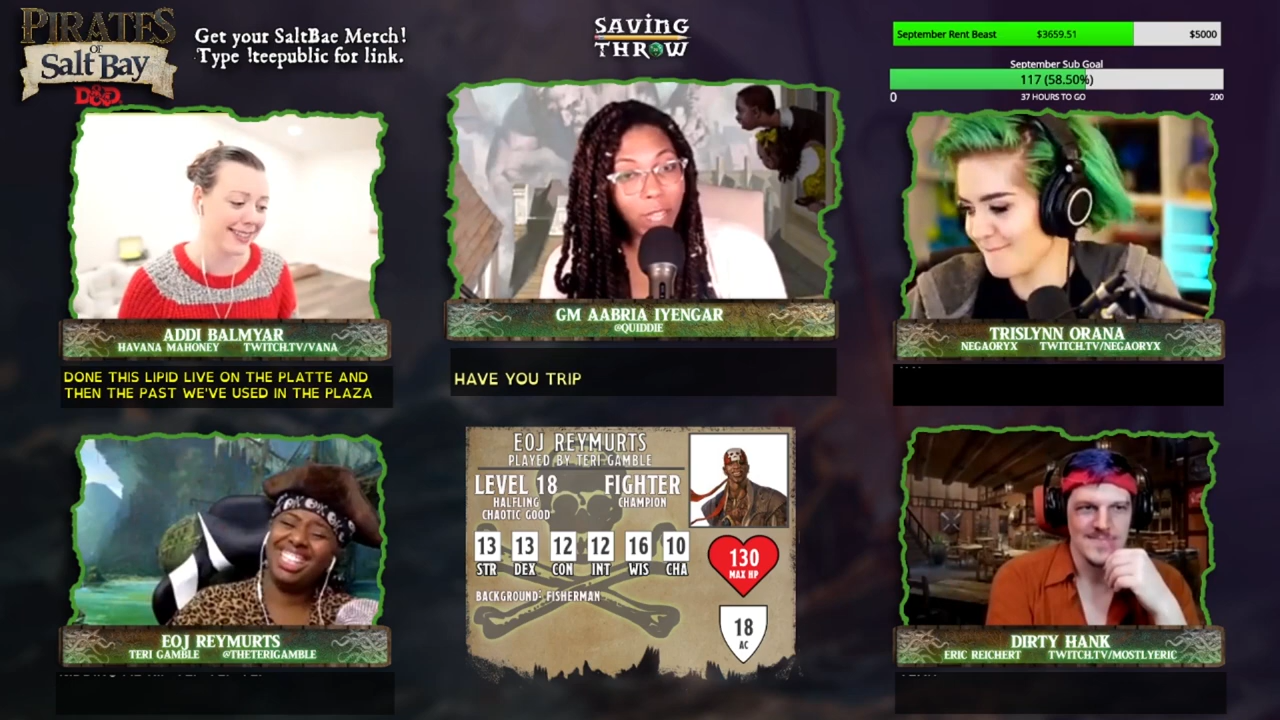 PIRATES
OF
Salt Bay
D&D
Get your SaltBae Merch!
Type !teepublic for link.
SAVING
THROW
September Rent Beast $3659.51 $5000
September Sub Goal
117 (58.50%)
0 37 HOURS TO GO 200
ADDI BALMYAR
HAVANA MAHONEY TWITCH.TV/VANA
DONE THIS LIPID LIVE ON THE PLATTE AND
THEN THE PAST WE'VE USED IN THE PLAZA
GM AABRIA IYENGAR
@QUIDDIE
HAVE YOU TRIP
TRISLYNN ORANA
NEGAORYX TWITCH.TV/NEGAORYX
EOJ REYMURTS
TERI GAMBLE @THETERIGAMBLE
EOJ REYMURTS
PLAYED BY TERI GAMBLE
LEVEL 18 FIGHTER
HALFLING CHAMPION
CHAOTIC GOOD
13 13 12 12 16 10
STR DEX CON INT WIS CHA
BACKGROUND: FISHERMAN
130
MAX HP
18
AC
DIRTY HANK
ERIC REICHERT TWITCH.TV/MOSTLYERIC